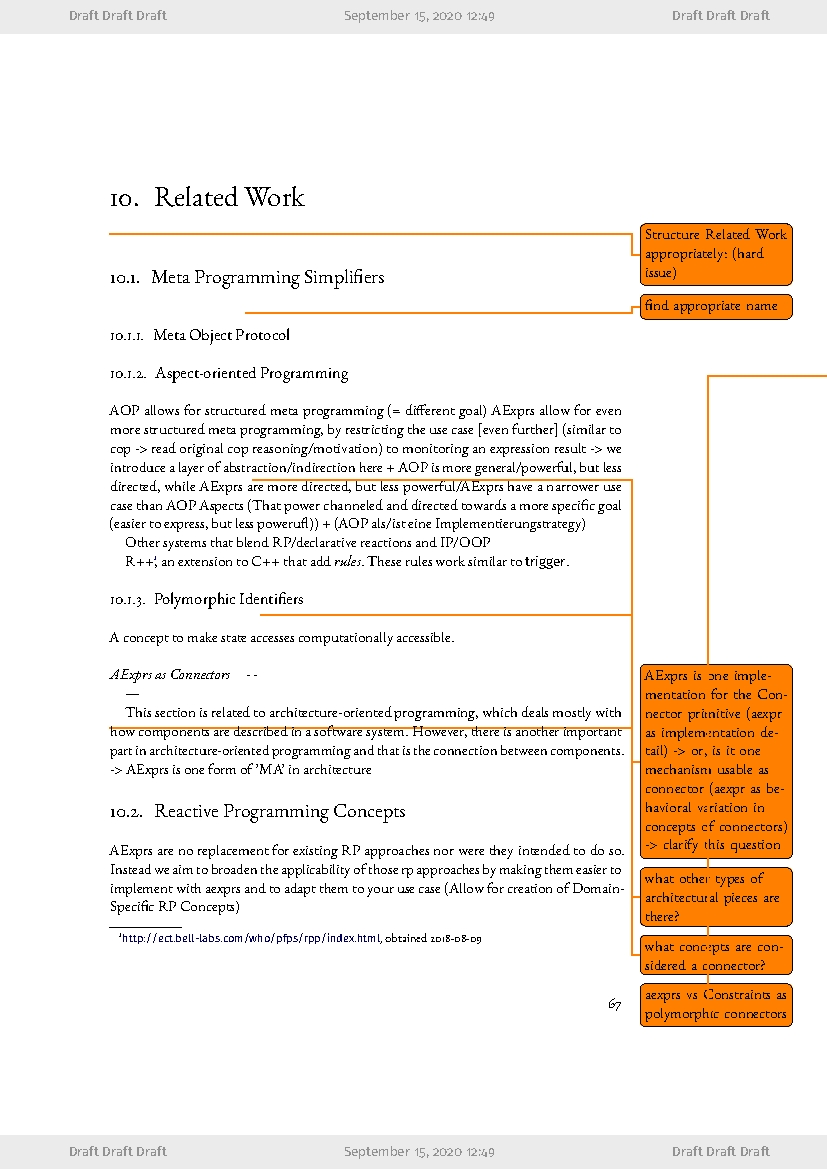 Draft Draft Draft September 15, 2020 12:49 Draft Draft Draft
10. Related Work
Structure Related Work
appropriately: (hard
issue)
10.1. Meta Programming Simplifiers
find appropriate name
10.1.1. Meta Object Protocol
10.1.2. Aspect-oriented Programming
AOP allows for structured meta programming (= different goal) AExprs allow for even
more structured meta programming, by restricting the use case [even further] (similar to
cop -> read original cop reasoning/motivation) to monitoring an expression result -> we
introduce a layer of abstraction/indirection here + AOP is more general/powerful, but less
directed, while AExprs are more directed, but less powerful/AExprs have a narrower use
case than AOP Aspects (That power channeled and directed towards a more specific goal
(easier to express, but less powerufl)) + (AOP als/ist eine Implementierungstrategy)
Other systems that blend RP/declarative reactions and IP/OOP
R++¹, an extension to C++ that add rules. These rules work similar to trigger.
10.1.3. Polymorphic Identifiers
A concept to make state accesses computationally accessible.
AExprs as Connectors - -
—
This section is related to architecture-oriented programming, which deals mostly with
how components are described in a software system. However, there is another important
part in architecture-oriented programming and that is the connection between components.
-> AExprs is one form of 'MA' in architecture
AExprs is one imple-
mentation for the Con-
nector primitive (aexpr
as implementation de-
tail) -> or, is it one
mechanism usable as
connector (aexpr as be-
havioral variation in
concepts of connectors)
-> clarify this question
10.2. Reactive Programming Concepts
AExprs are no replacement for existing RP approaches nor were they intended to do so.
Instead we aim to broaden the applicability of those rp approaches by making them easier to
implement with aexprs and to adapt them to your use case (Allow for creation of Domain-
Specific RP Concepts)
what other types of
architectural pieces are
there?
¹http://ect.bell-labs.com/who/pfps/rpp/index.html, obtained 2018-08-09
what concepts are con-
sidered a connector?
aexprs vs Constraints as
polymorphic connectors
67
Draft Draft Draft September 15, 2020 12:49 Draft Draft Draft